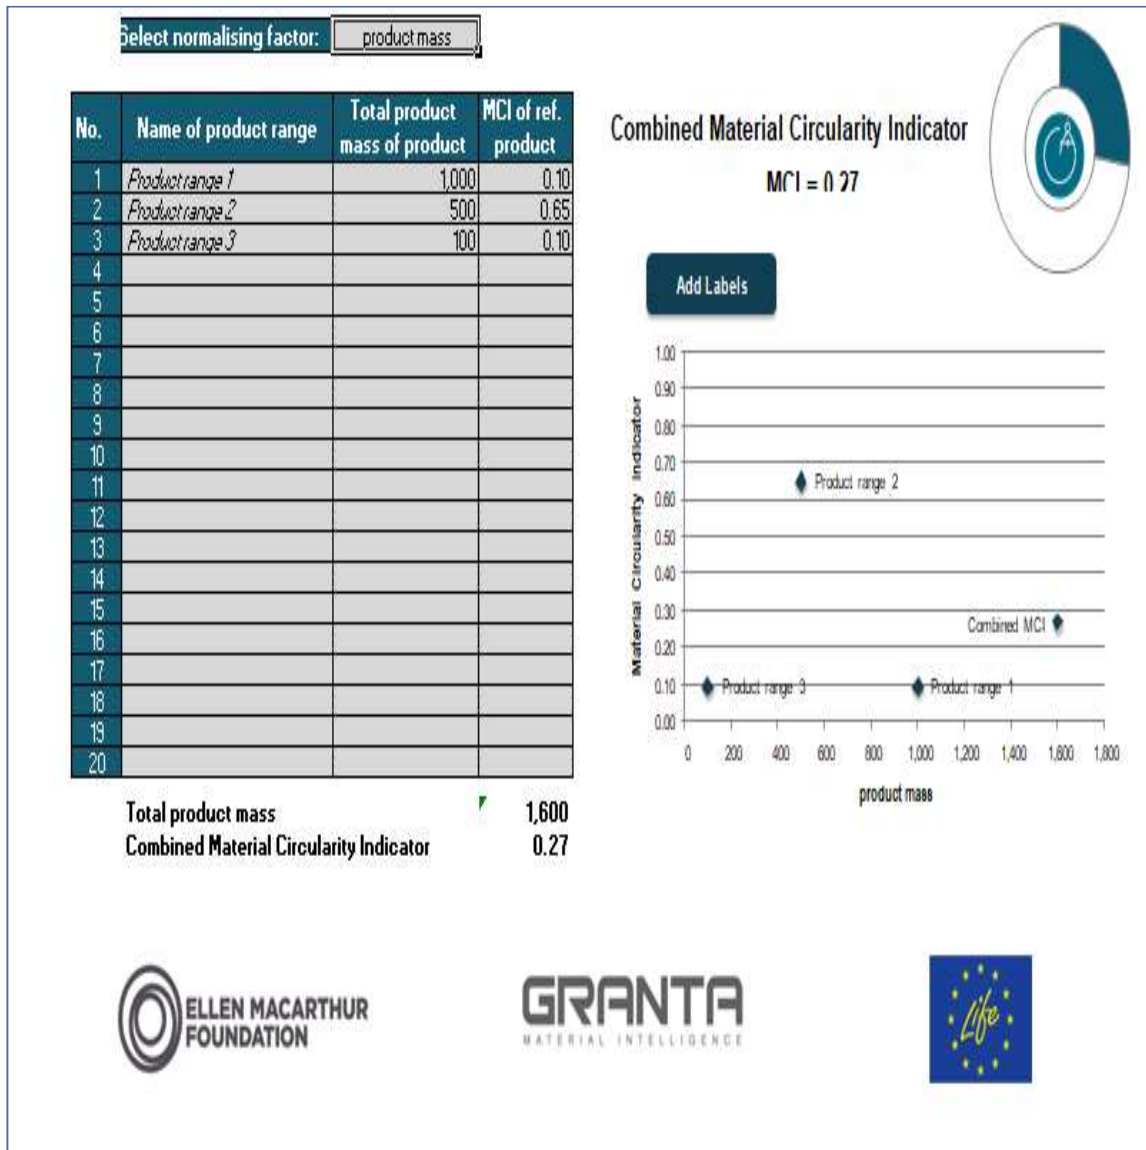 Select normalising factor: product mass
No. Name of product range Total product mass of product MCI of ref. product
1 Product range 1 1,000 0.10
2 Product range 2 500 0.65
3 Product range 3 100 0.10
4
5
6
7
8
9
10
11
12
13
14
15
16
17
18
19
20
Total product mass 1,600
Combined Material Circularity Indicator 0.27
Combined Material Circularity Indicator
MCI = 0.27
Add Labels
Material Circularity Indicator
1.00
0.90
0.80
0.70
0.60
0.50
0.40
0.30
0.20
0.10
0.00
Product range 2
Combined MCI
Product range 3
Product range 1
0 200 400 600 800 1,000 1,200 1,400 1,600 1,800
product mass
ELLEN MACARTHUR
FOUNDATION
GRANTA
MATERIAL INTELLIGENCE
Life